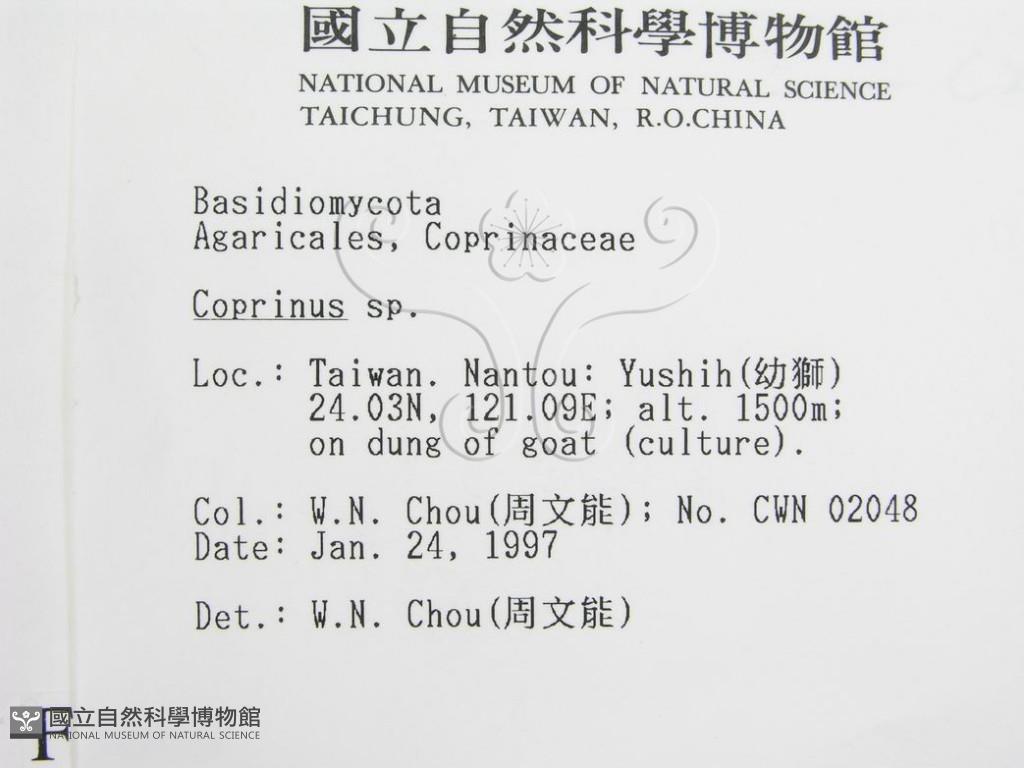 國立自然科學博物館
NATIONAL MUSEUM OF NATURAL SCIENCE
TAICHUNG, TAIWAN, R.O.CHINA
Basidiomycota
Agaricales, Coprinaceae
Coprinus sp.
Loc.: Taiwan. Nantou: Yushih(幼獅)
24.03N, 121.09E; alt. 1500m;
on dung of goat (culture).
Col.: W.N. Chou(周文能); No. CWN 02048
Date: Jan. 24, 1997
Det.: W.N. Chou(周文能)
F
國立自然科學博物館
NATIONAL MUSEUM OF NATURAL SCIENCE